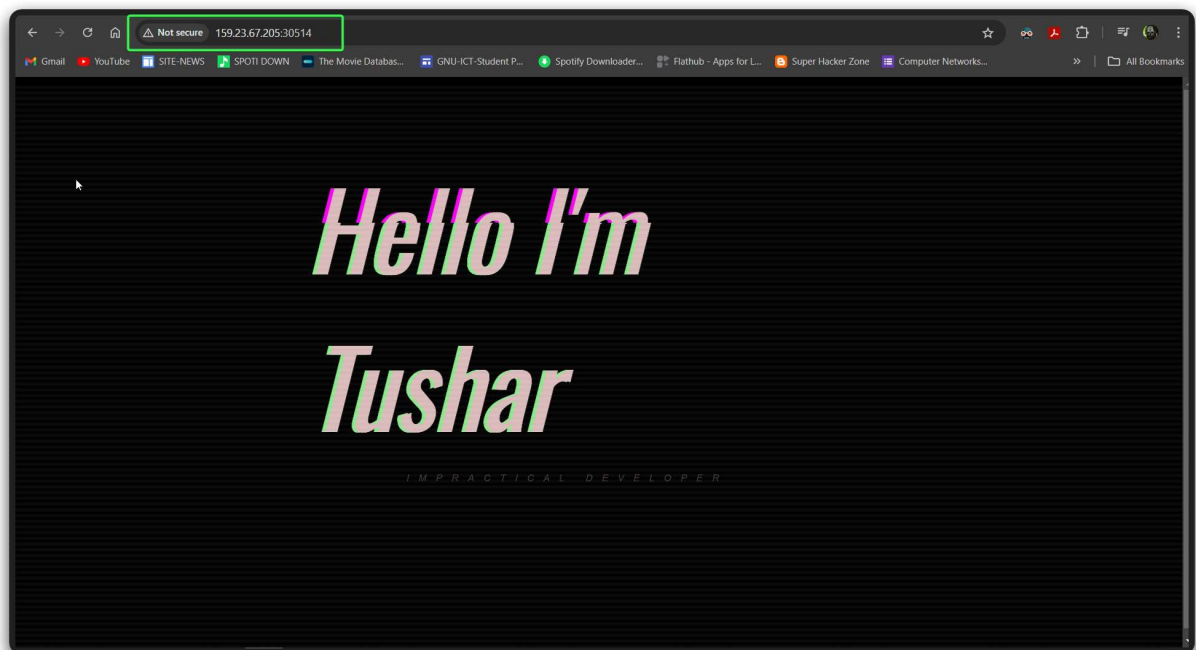 Not secure 159.23.67.205:30514
Gmail YouTube SITE-NEWS SPOTI DOWN The Movie Databas... GNU-ICT-Student P... Spotify Downloader... Flathub - Apps for L... Super Hacker Zone Computer Networks... » All Bookmarks
Hello I'm
Tushar
IMPRACTICAL DEVELOPER